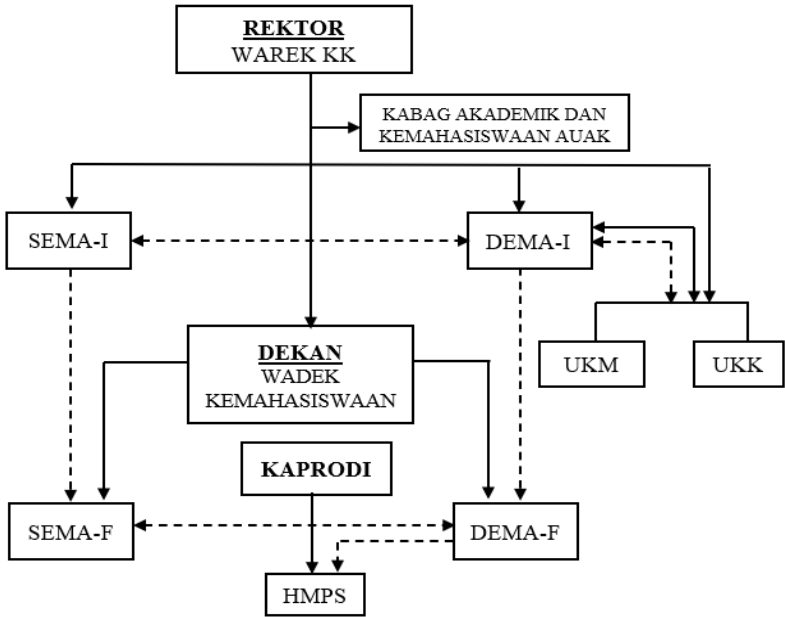 REKTOR
WAREK KK
KABAG AKADEMIK DAN
KEMAHASISWAAN AUAK
SEMA-I
DEMA-I
DEKAN
WADEK
KEMAHASISWAAN
UKM
UKK
KAPRODI
SEMA-F
DEMA-F
HMPS